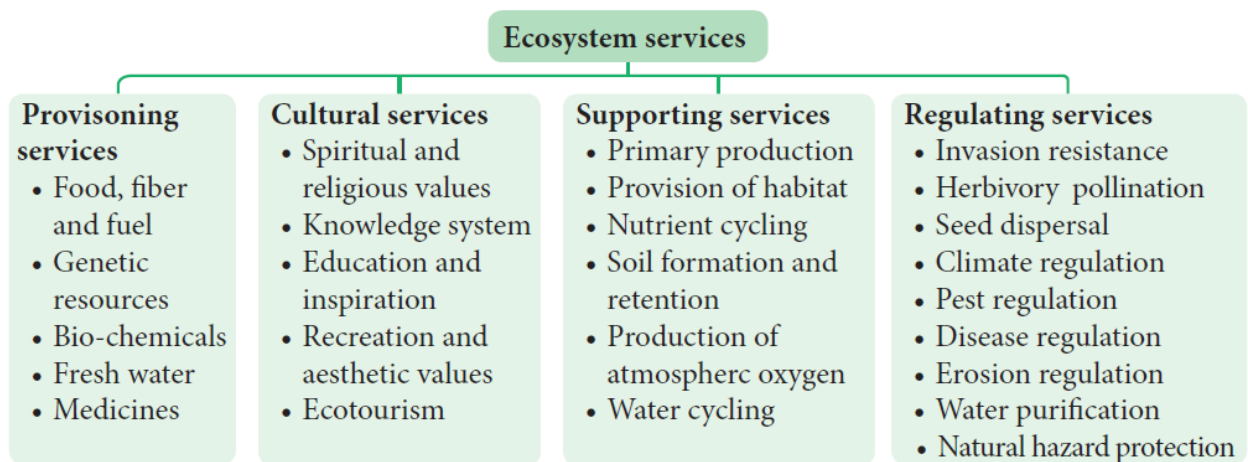 Ecosystem services
Provisoning
services
• Food, fiber
and fuel
• Genetic
resources
• Bio-chemicals
• Fresh water
• Medicines
Cultural services
• Spiritual and
religious values
• Knowledge system
• Education and
inspiration
• Recreation and
aesthetic values
• Ecotourism
Supporting services
• Primary production
• Provision of habitat
• Nutrient cycling
• Soil formation and
retention
• Production of
atmospherc oxygen
• Water cycling
Regulating services
• Invasion resistance
• Herbivory pollination
• Seed dispersal
• Climate regulation
• Pest regulation
• Disease regulation
• Erosion regulation
• Water purification
• Natural hazard protection